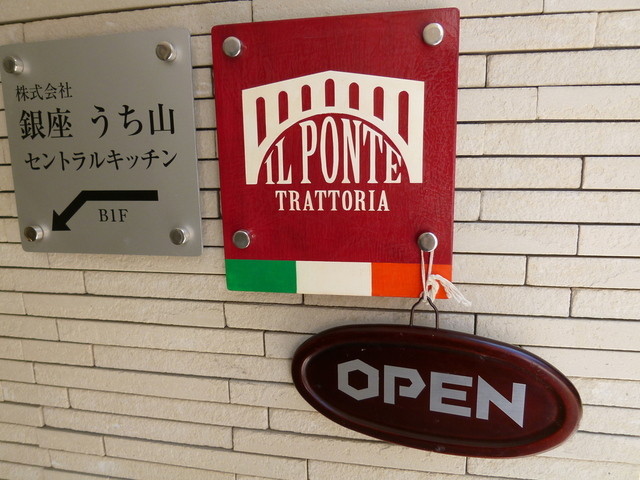 株式会社
銀座 うち山
セントラルキッチン
B1F
IL PONTE
TRATTORIA
OPEN